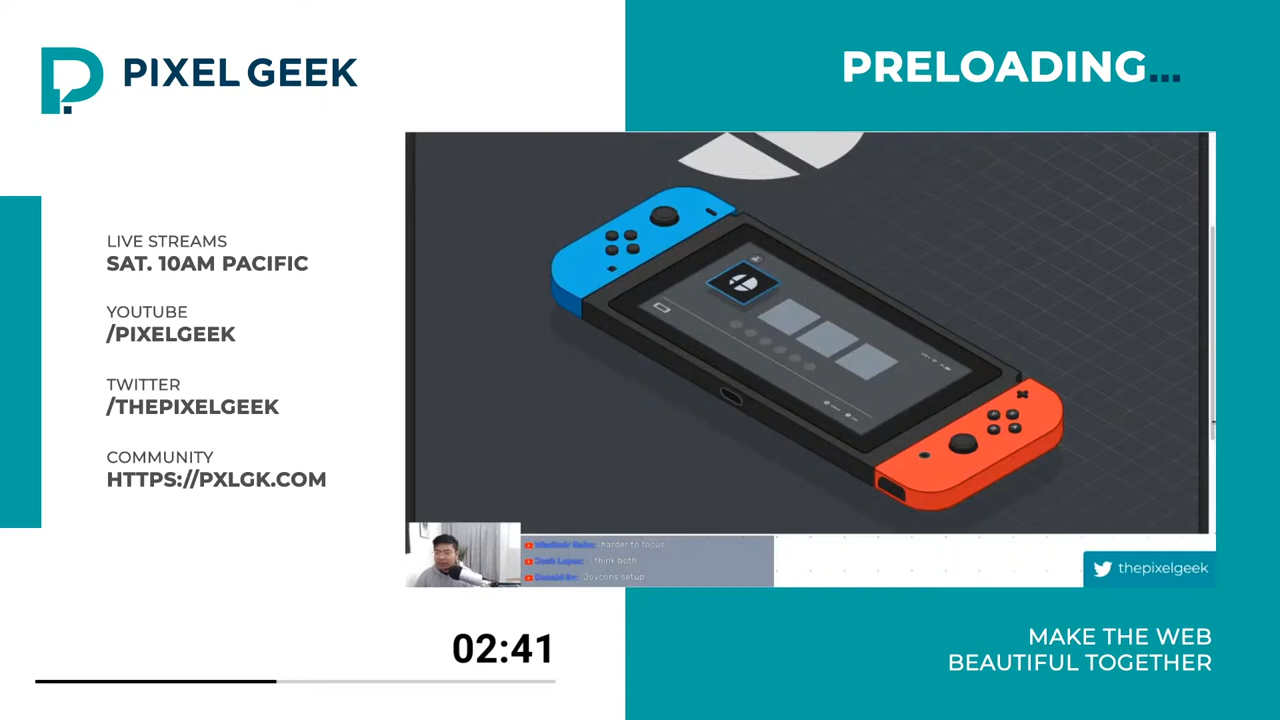 PIXEL GEEK
PRELOADING...
LIVE STREAMS
SAT. 10AM PACIFIC
YOUTUBE
/PIXELGEEK
TWITTER
/THEPIXELGEEK
COMMUNITY
HTTPS://PXLGK.COM
harder to focus
I think both
Joycons setup
thepixelgeek
02:41
MAKE THE WEB
BEAUTIFUL TOGETHER